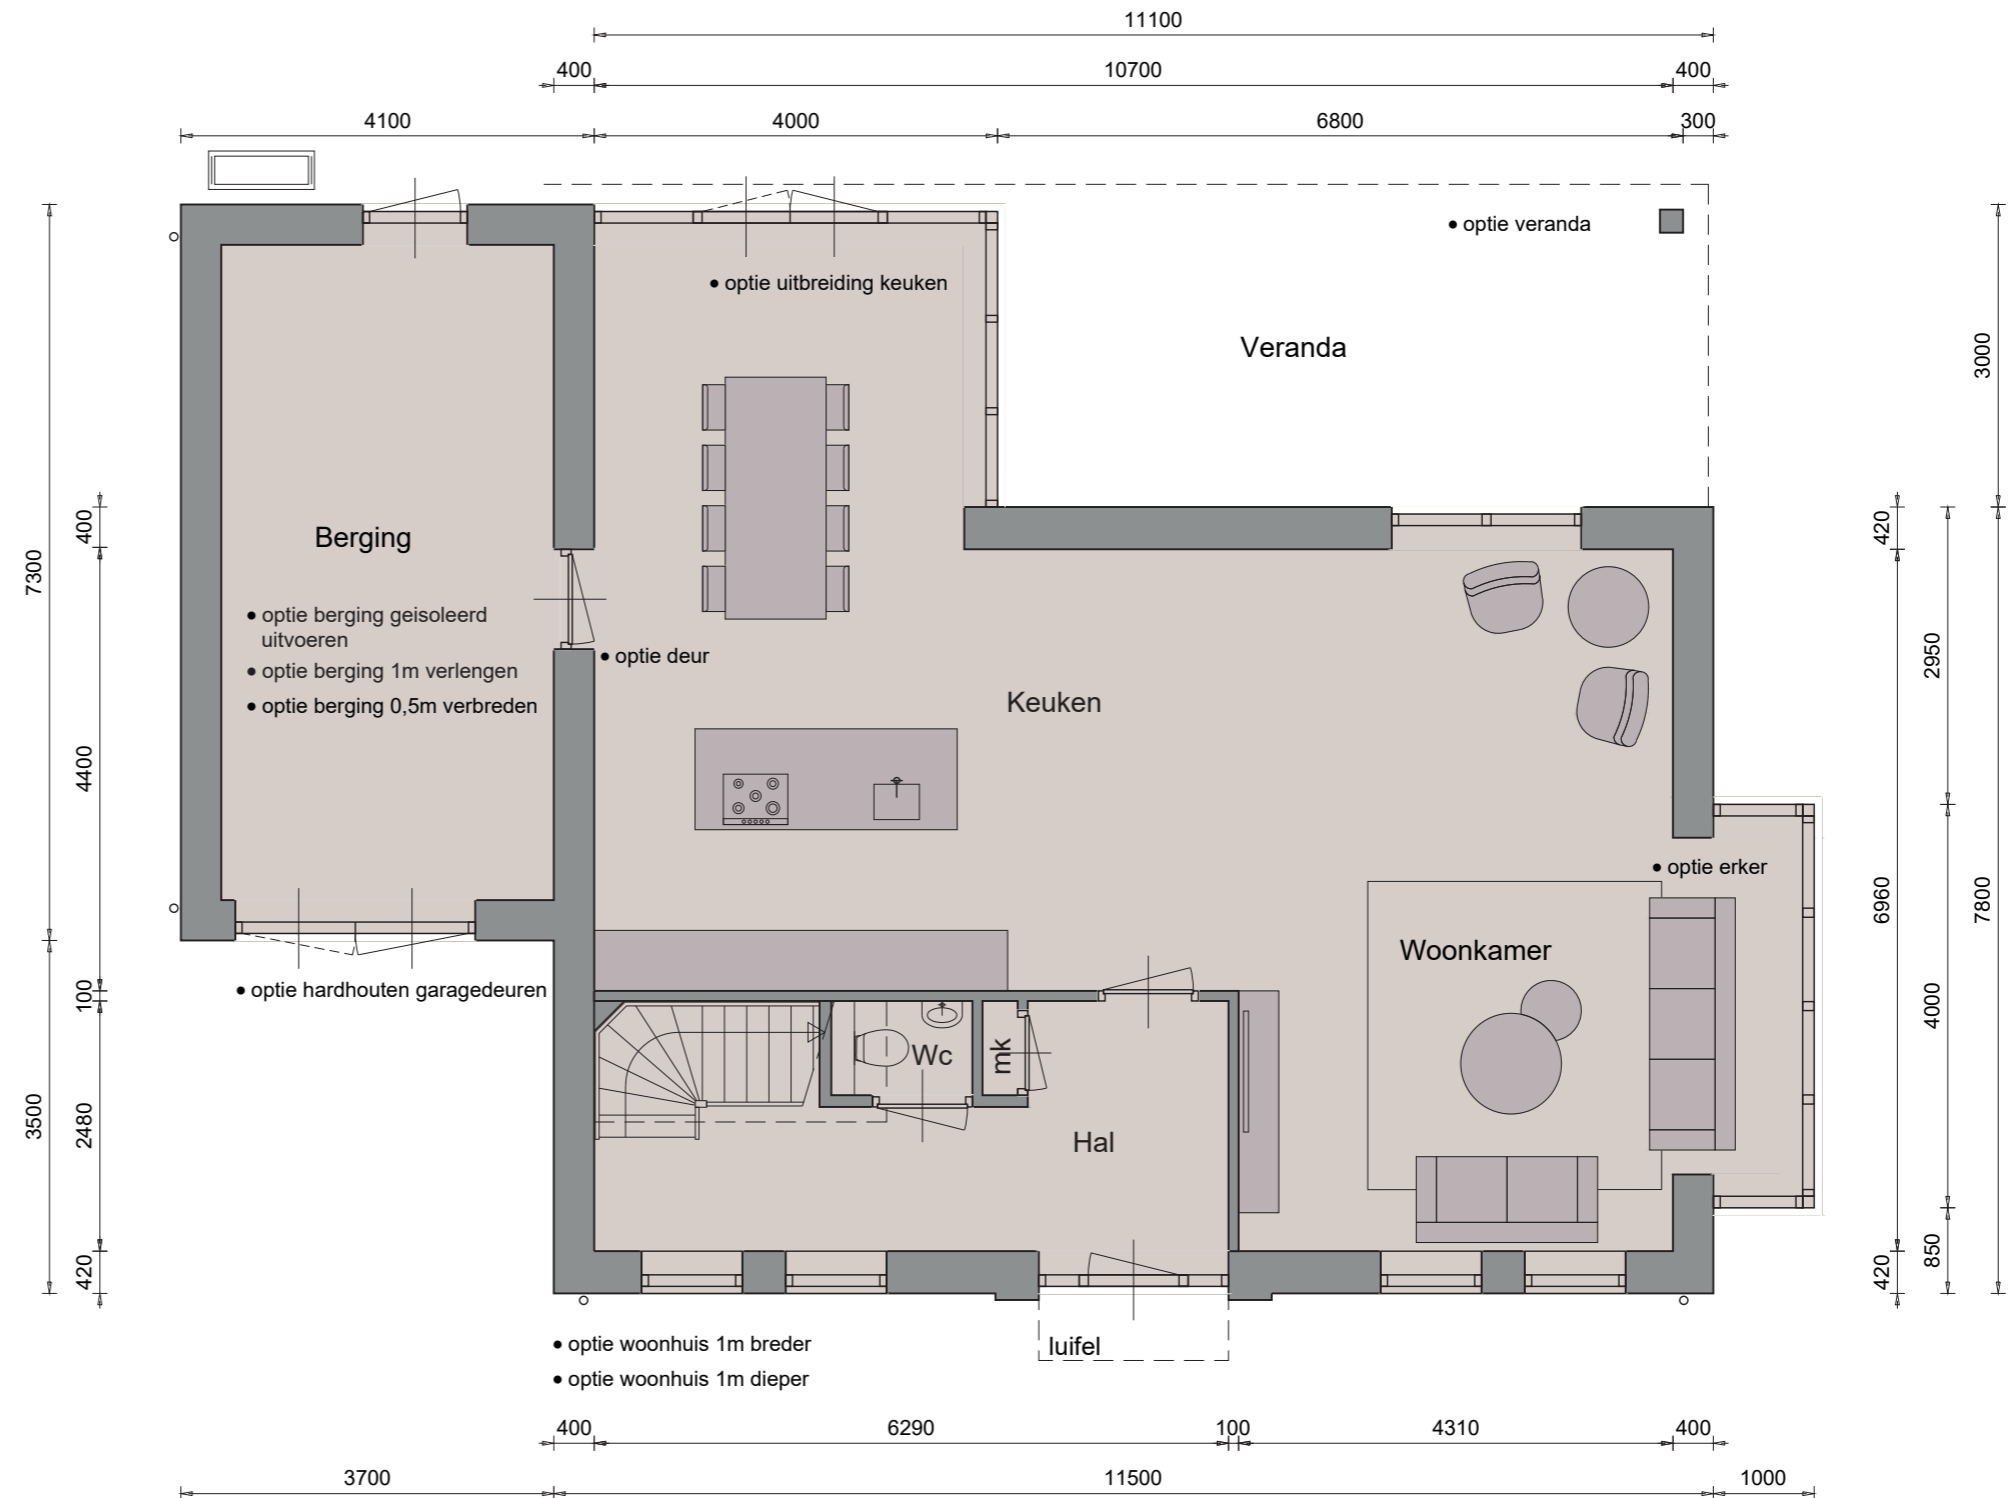 11100
400 10700 400
4100 4000 6800 300
• optie veranda
• optie uitbreiding keuken
Veranda
3000
400
420
Berging
7300
• optie berging geisoleerd
uitvoeren
• optie berging 1m verlengen
• optie berging 0,5m verbreden
• optie deur
2950
Keuken
4400
• optie erker
6960
7800
Woonkamer
• optie hardhouten garagedeuren
100
4000
Wc
mk
3500
2480
Hal
420
420
850
luifel
• optie woonhuis 1m breder
• optie woonhuis 1m dieper
400 6290 100 4310 400
3700 11500 1000